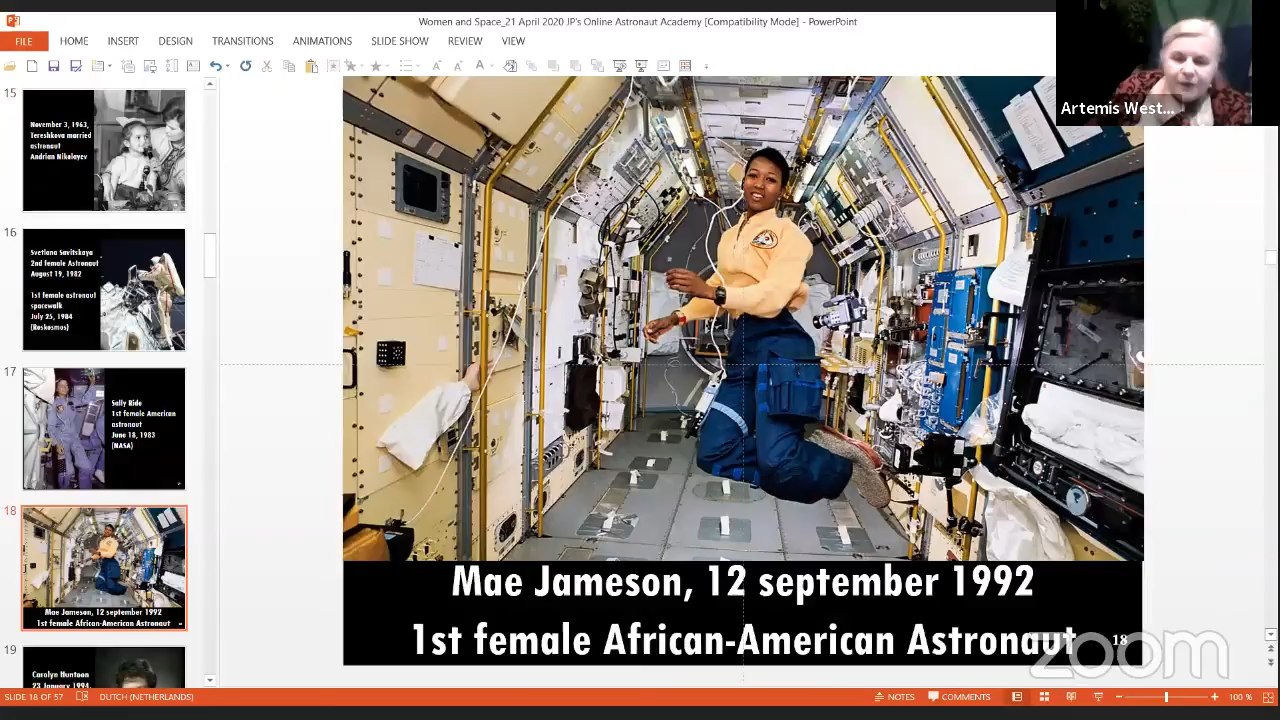 Women and Space_21 April 2020 JP's Online Astronaut Academy [Compatibility Mode] - PowerPoint
FILE HOME INSERT DESIGN TRANSITIONS ANIMATIONS SLIDE SHOW REVIEW VIEW
Artemis West...
15
November 3, 1963,
Tereshkova married
astronaut
Andrian Nikolayev
16
Svetlana Savitskaya
2nd Female Astronaut
August 19, 1982
1st female astronaut
spacewalk
July 25, 1984
(Roskosmos)
17
Sally Ride
1st female American
astronaut
June 18, 1983
(NASA)
18
Mae Jameson, 12 september 1992
1st female African-American Astronaut
19
Carolyn Huntoon
23 January 1994
Mae Jameson, 12 september 1992
1st female African-American Astronaut
18
zoom
SLIDE 18 OF 57 DUTCH (NETHERLANDS) NOTES COMMENTS 100 %